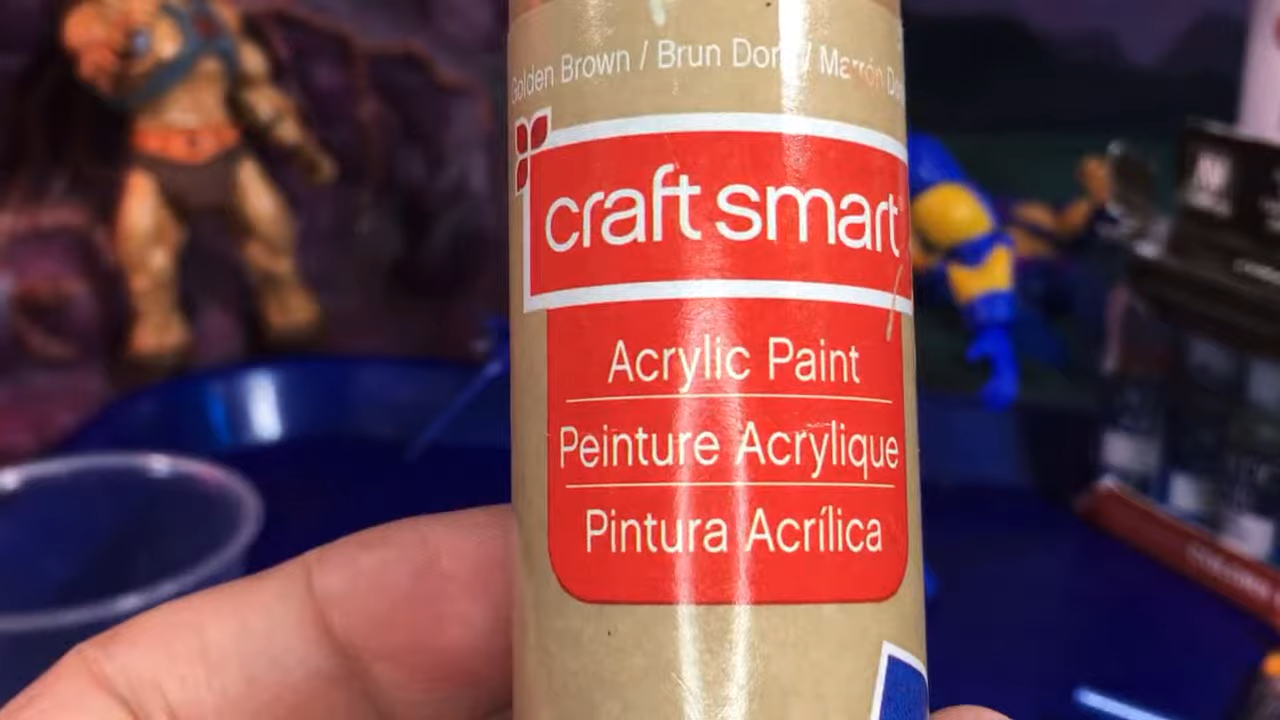 Golden Brown / Brun Doré / Marrón
craft smart
Acrylic Paint
Peinture Acrylique
Pintura Acrílica